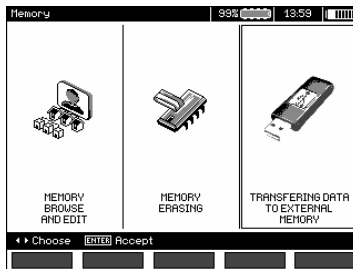 Memory 99% 13:59
MEMORY
BROWSE
AND EDIT
MEMORY
ERASING
TRANSFERING DATA
TO EXTERNAL
MEMORY
Choose ENTER Accept